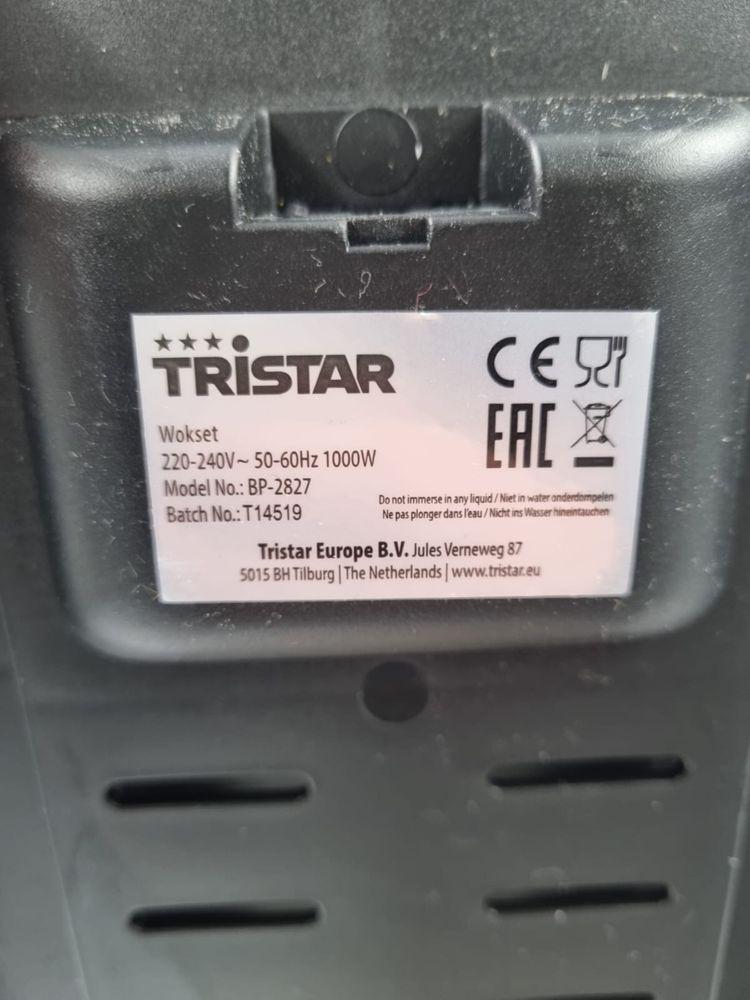 TRISTAR
CE
EAC
Wokset
220-240V~ 50-60Hz 1000W
Model No.: BP-2827
Batch No.: T14519
Do not immerse in any liquid / Niet in water onderdompelen
Ne pas plonger dans l'eau / Nicht ins Wasser hineintauchen
Tristar Europe B.V. Jules Verneweg 87
5015 BH Tilburg | The Netherlands | www.tristar.eu